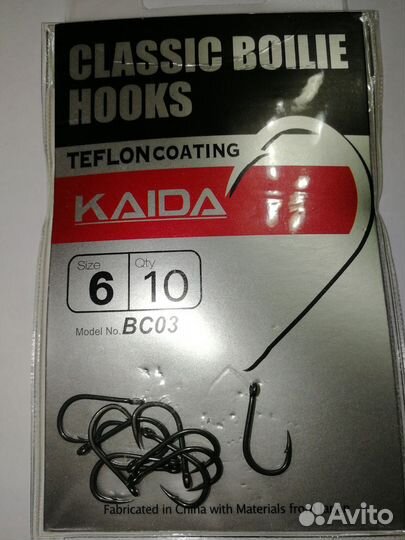 CLASSIC BOILIE
HOOKS
TEFLON COATING
KAIDA
Size Qty
6 10
Model No. BC03
Fabricated in China with Materials from
Avito